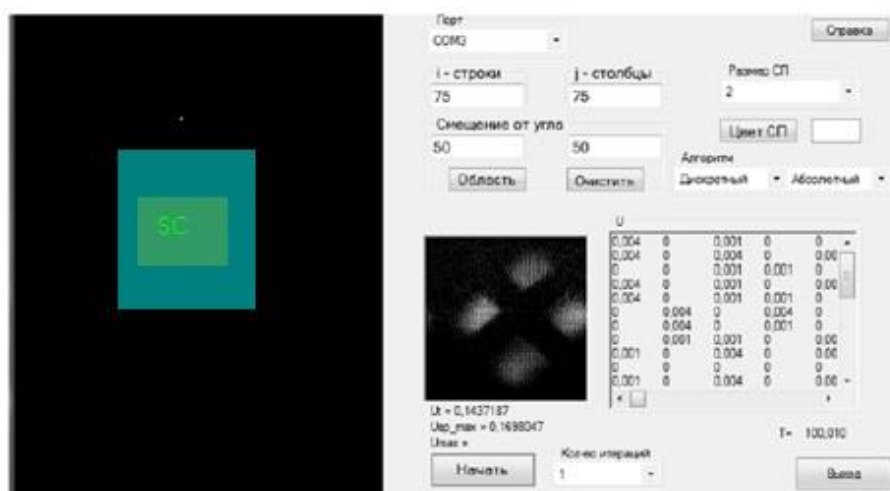 Порт
COM3
Справка
i - строки
j - столбцы
75
75
Размер СП
2
Смещение от угла
50
50
Цвет СП
Область
Очистить
Алгоритм
Дискретный
Абсолютный
SC
U
0,004 0 0,001 0 0
0,004 0 0,004 0 0.00
0 0 0,001 0,001 0
0,004 0 0,001 0 0.00
0,004 0 0,001 0,001 0
0 0,004 0 0,004 0
0 0,004 0 0,001 0
0 0,001 0,001 0 0.00
0,001 0 0,004 0 0.00
0 0 0 0 0
0,001 0 0,004 0 0.00
Ut = 0,1437187
Usp_max = 0,1698047
Umax =
T= 100,010
Кол-во итераций
1
Начать
Выход